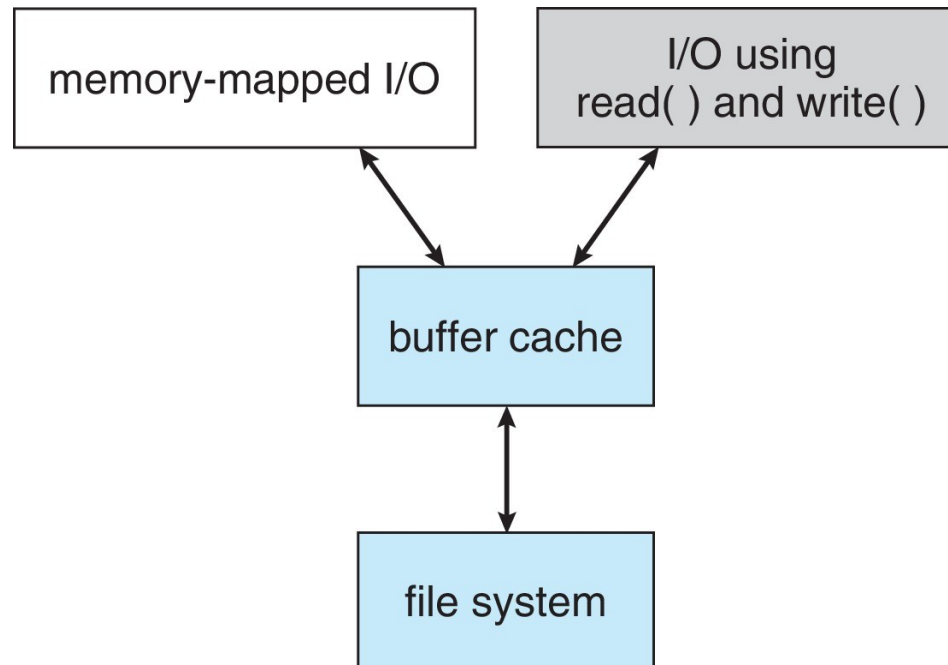 memory-mapped I/O
I/O using
read( ) and write( )
buffer cache
file system